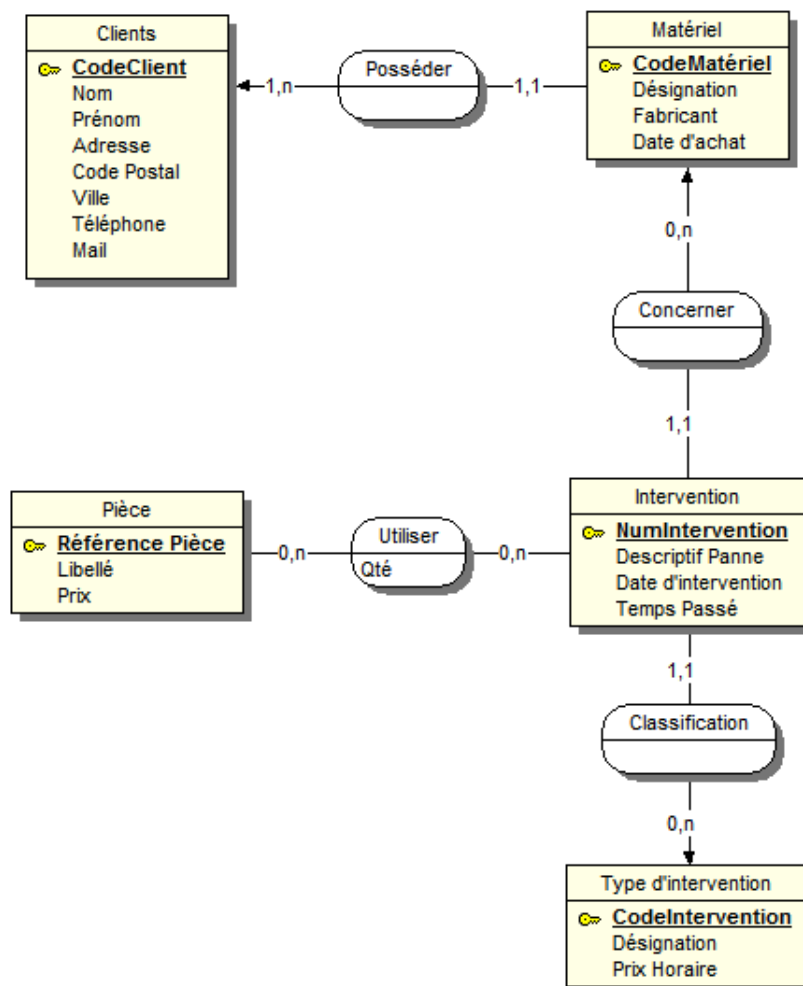 Clients
CodeClient
Nom
Prénom
Adresse
Code Postal
Ville
Téléphone
Mail
1,n
Posséder
1,1
Matériel
CodeMatériel
Désignation
Fabricant
Date d'achat
0,n
Concerner
1,1
Pièce
Référence Pièce
Libellé
Prix
0,n
Utiliser
Qté
0,n
Intervention
NumIntervention
Descriptif Panne
Date d'intervention
Temps Passé
1,1
Classification
0,n
Type d'intervention
CodeIntervention
Désignation
Prix Horaire